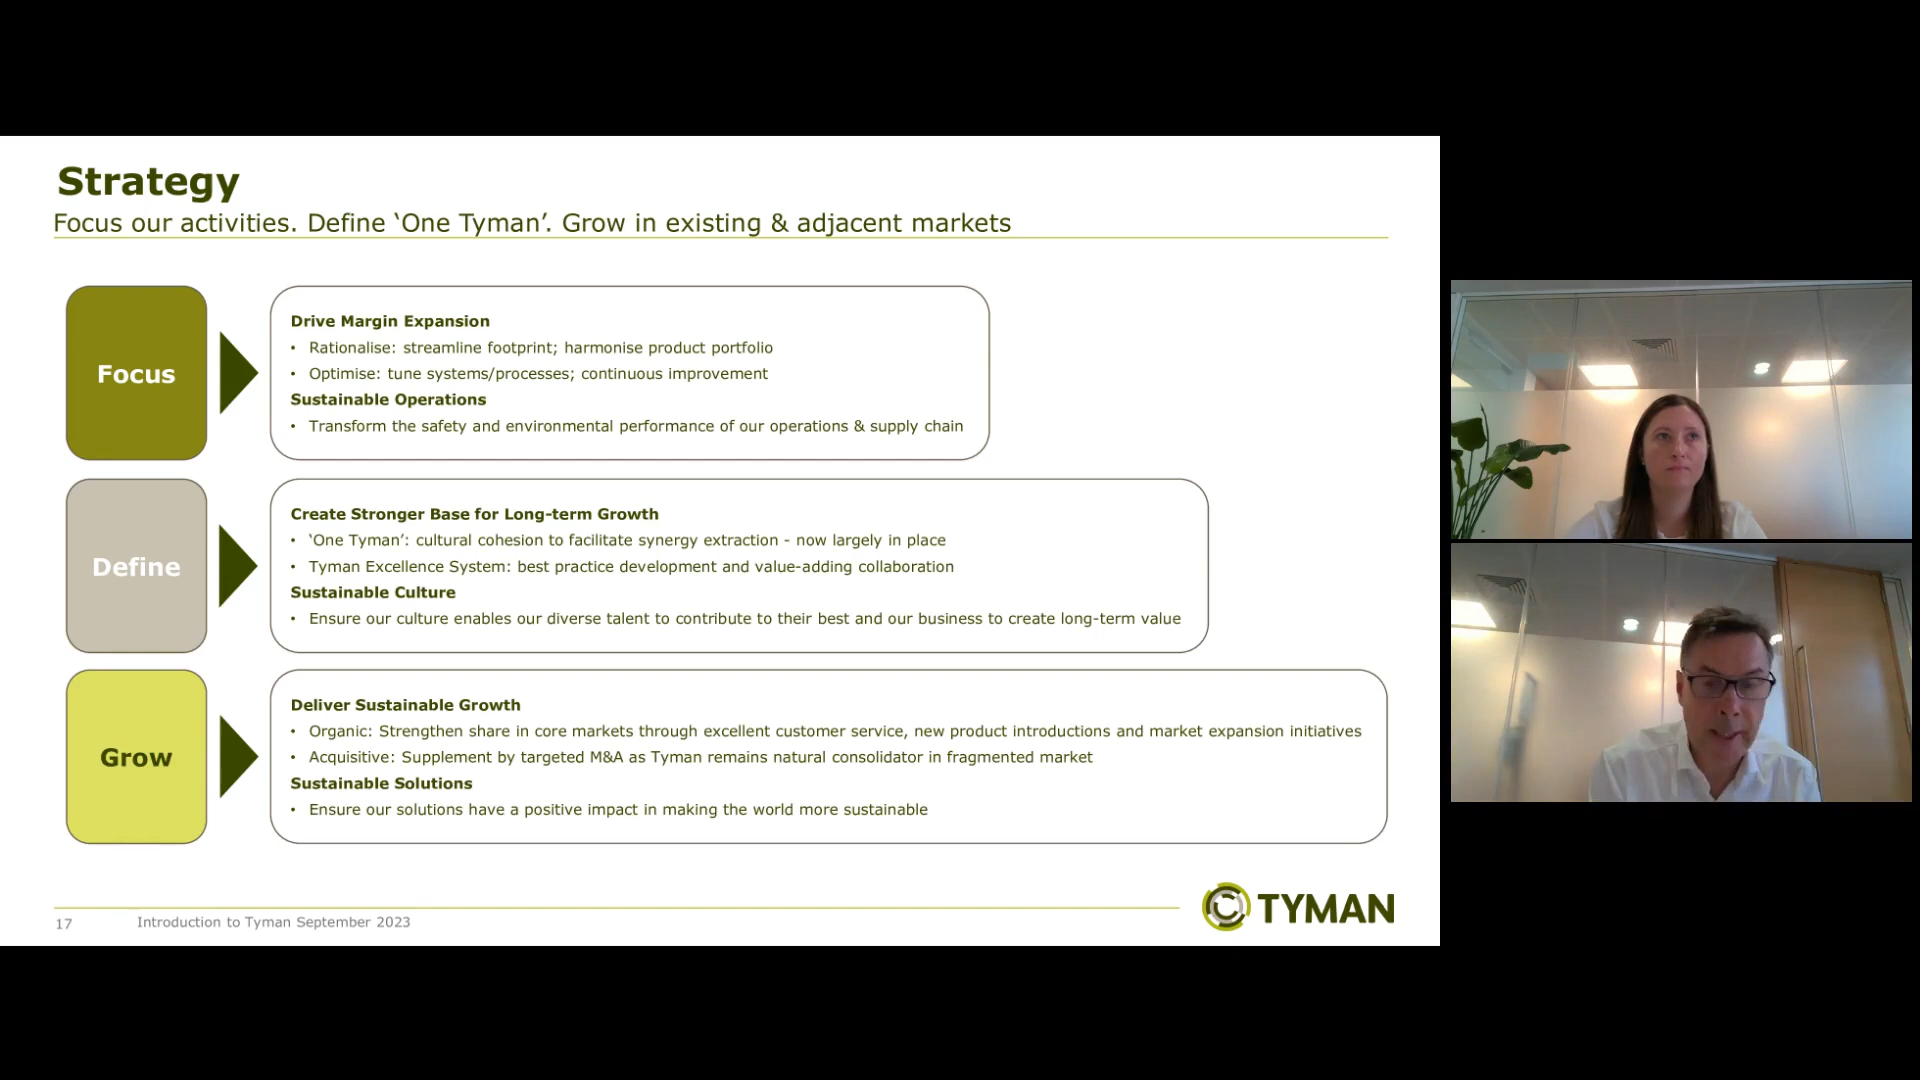 Strategy
Focus our activities. Define ‘One Tyman’. Grow in existing & adjacent markets
Focus
Drive Margin Expansion
• Rationalise: streamline footprint; harmonise product portfolio
• Optimise: tune systems/processes; continuous improvement
Sustainable Operations
• Transform the safety and environmental performance of our operations & supply chain
Define
Create Stronger Base for Long-term Growth
• ‘One Tyman’: cultural cohesion to facilitate synergy extraction - now largely in place
• Tyman Excellence System: best practice development and value-adding collaboration
Sustainable Culture
• Ensure our culture enables our diverse talent to contribute to their best and our business to create long-term value
Grow
Deliver Sustainable Growth
• Organic: Strengthen share in core markets through excellent customer service, new product introductions and market expansion initiatives
• Acquisitive: Supplement by targeted M&A as Tyman remains natural consolidator in fragmented market
Sustainable Solutions
• Ensure our solutions have a positive impact in making the world more sustainable
17 Introduction to Tyman September 2023
TYMAN